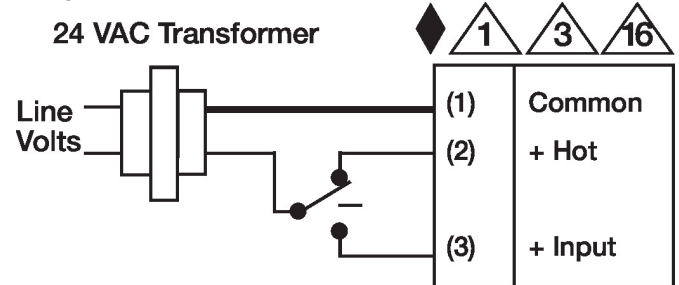 24 VAC Transformer
1 3 16
Line
Volts
(1) Common
(2) + Hot
(3) + Input